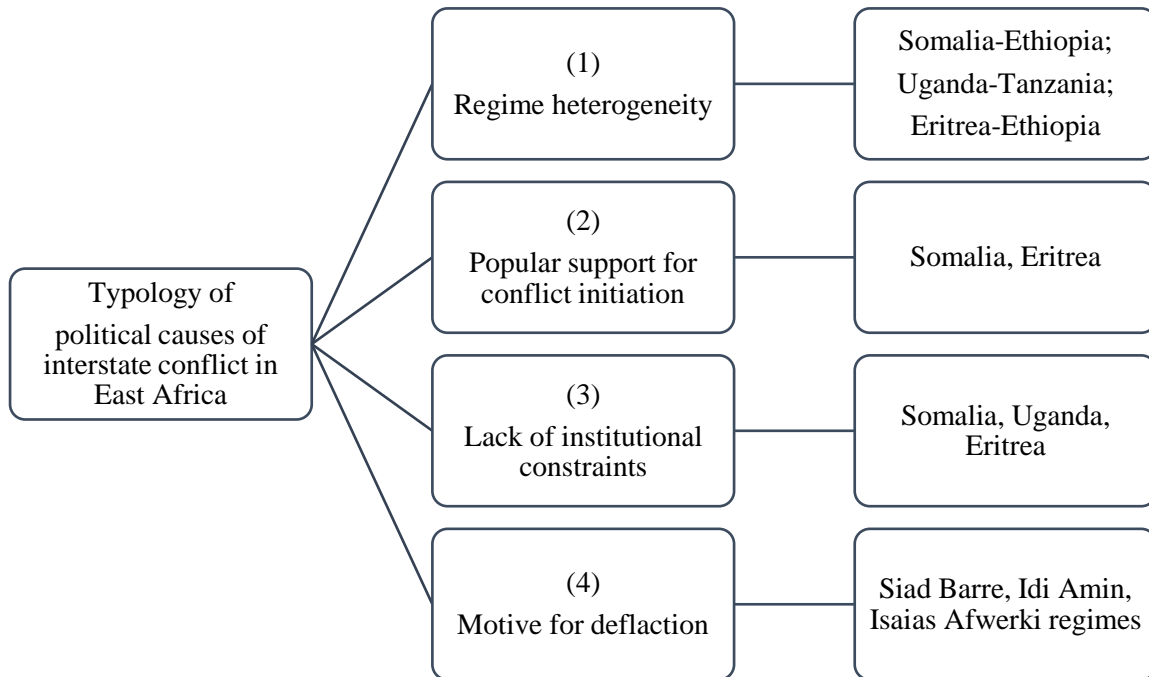 Typology of
political causes of
interstate conflict in
East Africa
(1)
Regime heterogeneity
Somalia-Ethiopia;
Uganda-Tanzania;
Eritrea-Ethiopia
(2)
Popular support for
conflict initiation
Somalia, Eritrea
(3)
Lack of institutional
constraints
Somalia, Uganda,
Eritrea
(4)
Motive for deflaction
Siad Barre, Idi Amin,
Isaias Afwerki regimes